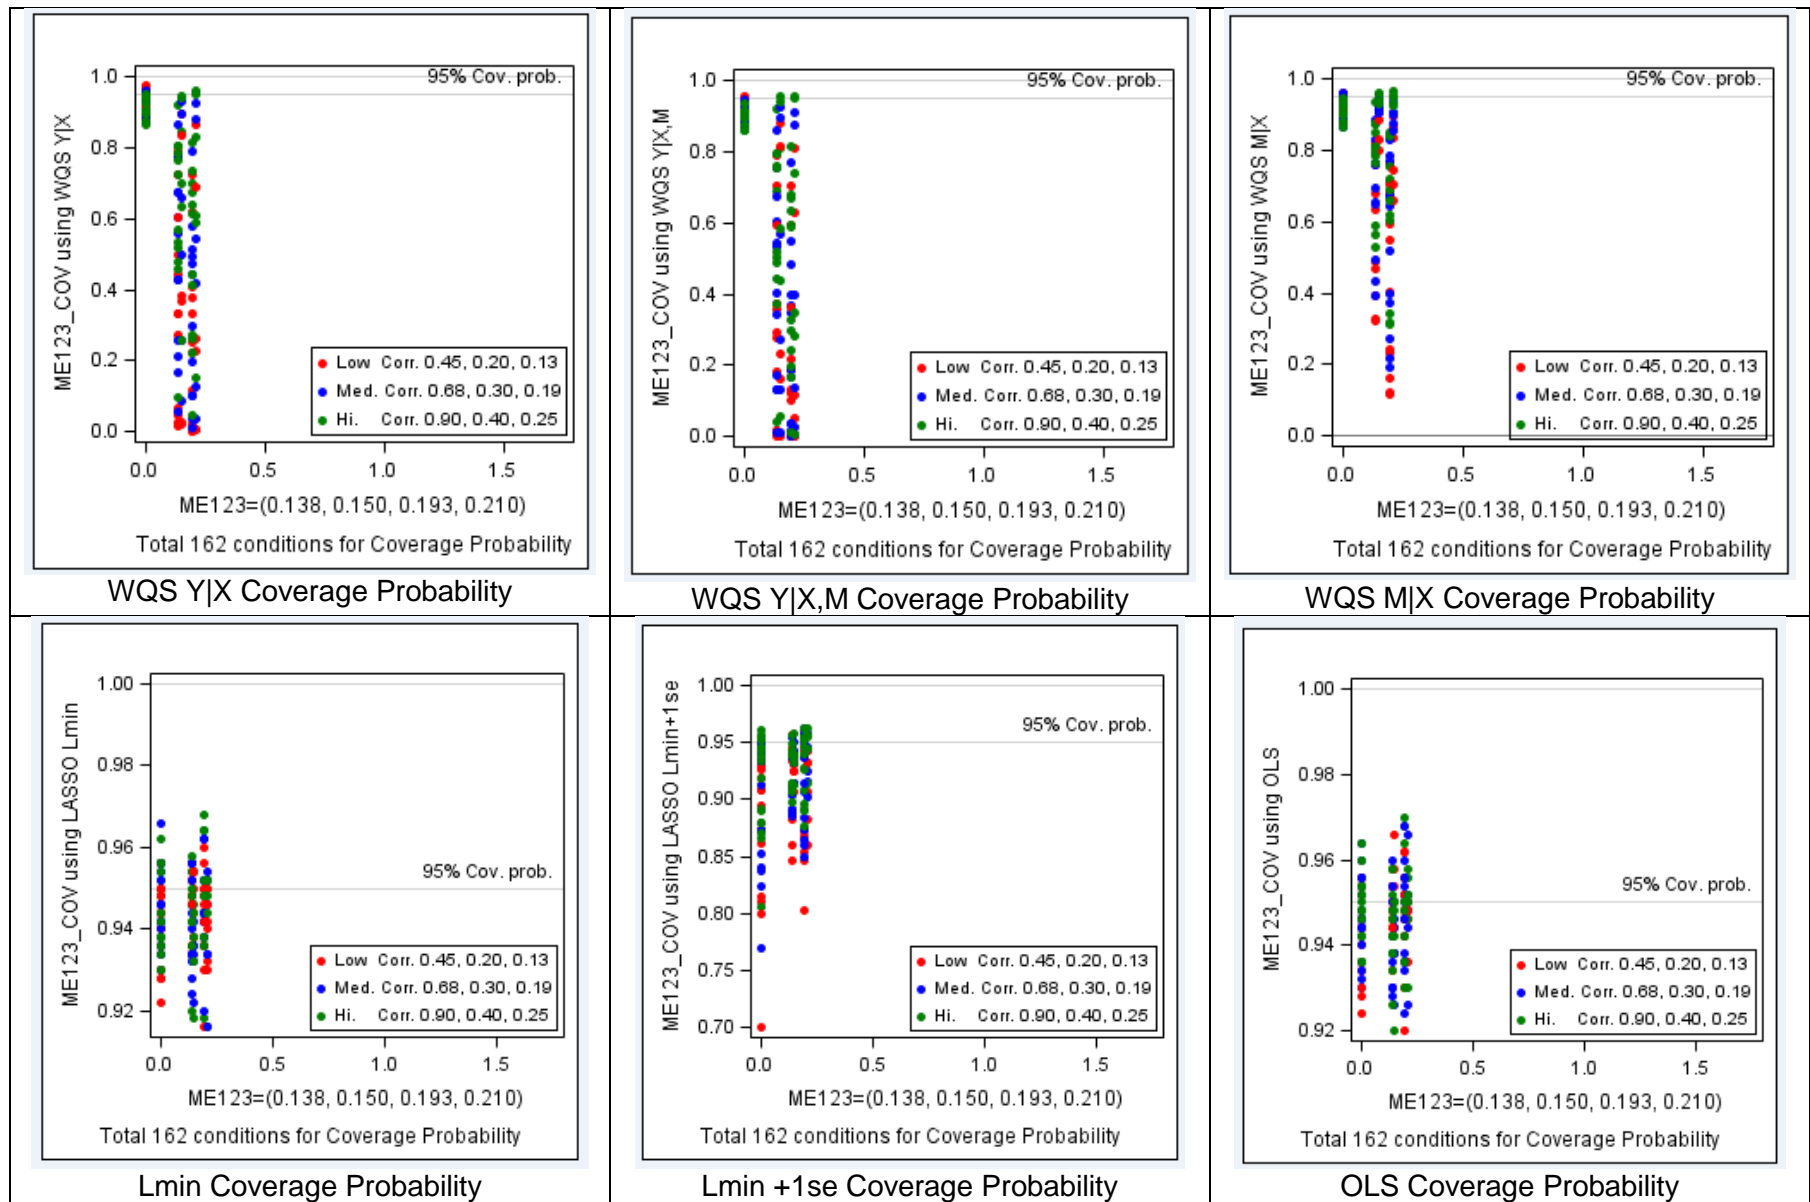 95% Cov. prob.
ME123_COV using WQS Y|X
1.0
0.8
0.6
0.4
0.2
0.0
Low Corr. 0.45, 0.20, 0.13
Med. Corr. 0.68, 0.30, 0.19
Hi. Corr. 0.90, 0.40, 0.25
0.0 0.5 1.0 1.5
ME123=(0.138, 0.150, 0.193, 0.210)
Total 162 conditions for Coverage Probability
WQS Y|X Coverage Probability
95% Cov. prob.
ME123_COV using WQS Y|X,M
1.0
0.8
0.6
0.4
0.2
0.0
Low Corr. 0.45, 0.20, 0.13
Med. Corr. 0.68, 0.30, 0.19
Hi. Corr. 0.90, 0.40, 0.25
0.0 0.5 1.0 1.5
ME123=(0.138, 0.150, 0.193, 0.210)
Total 162 conditions for Coverage Probability
WQS Y|X,M Coverage Probability
95% Cov. prob.
ME123_COV using WQS M|X
1.0
0.8
0.6
0.4
0.2
0.0
Low Corr. 0.45, 0.20, 0.13
Med. Corr. 0.68, 0.30, 0.19
Hi. Corr. 0.90, 0.40, 0.25
0.0 0.5 1.0 1.5
ME123=(0.138, 0.150, 0.193, 0.210)
Total 162 conditions for Coverage Probability
WQS M|X Coverage Probability
ME123_COV using LASSO Lmin
1.00
0.98
0.96
0.94
0.92
95% Cov. prob.
Low Corr. 0.45, 0.20, 0.13
Med. Corr. 0.68, 0.30, 0.19
Hi. Corr. 0.90, 0.40, 0.25
0.0 0.5 1.0 1.5
ME123=(0.138, 0.150, 0.193, 0.210)
Total 162 conditions for Coverage Probability
Lmin Coverage Probability
ME123_COV using LASSO Lmin+1se
1.00
0.95
0.90
0.85
0.80
0.75
0.70
95% Cov. prob.
Low Corr. 0.45, 0.20, 0.13
Med. Corr. 0.68, 0.30, 0.19
Hi. Corr. 0.90, 0.40, 0.25
0.0 0.5 1.0 1.5
ME123=(0.138, 0.150, 0.193, 0.210)
Total 162 conditions for Coverage Probability
Lmin +1se Coverage Probability
ME123_COV using OLS
1.00
0.98
0.96
0.94
0.92
95% Cov. prob.
Low Corr. 0.45, 0.20, 0.13
Med. Corr. 0.68, 0.30, 0.19
Hi. Corr. 0.90, 0.40, 0.25
0.0 0.5 1.0 1.5
ME123=(0.138, 0.150, 0.193, 0.210)
Total 162 conditions for Coverage Probability
OLS Coverage Probability